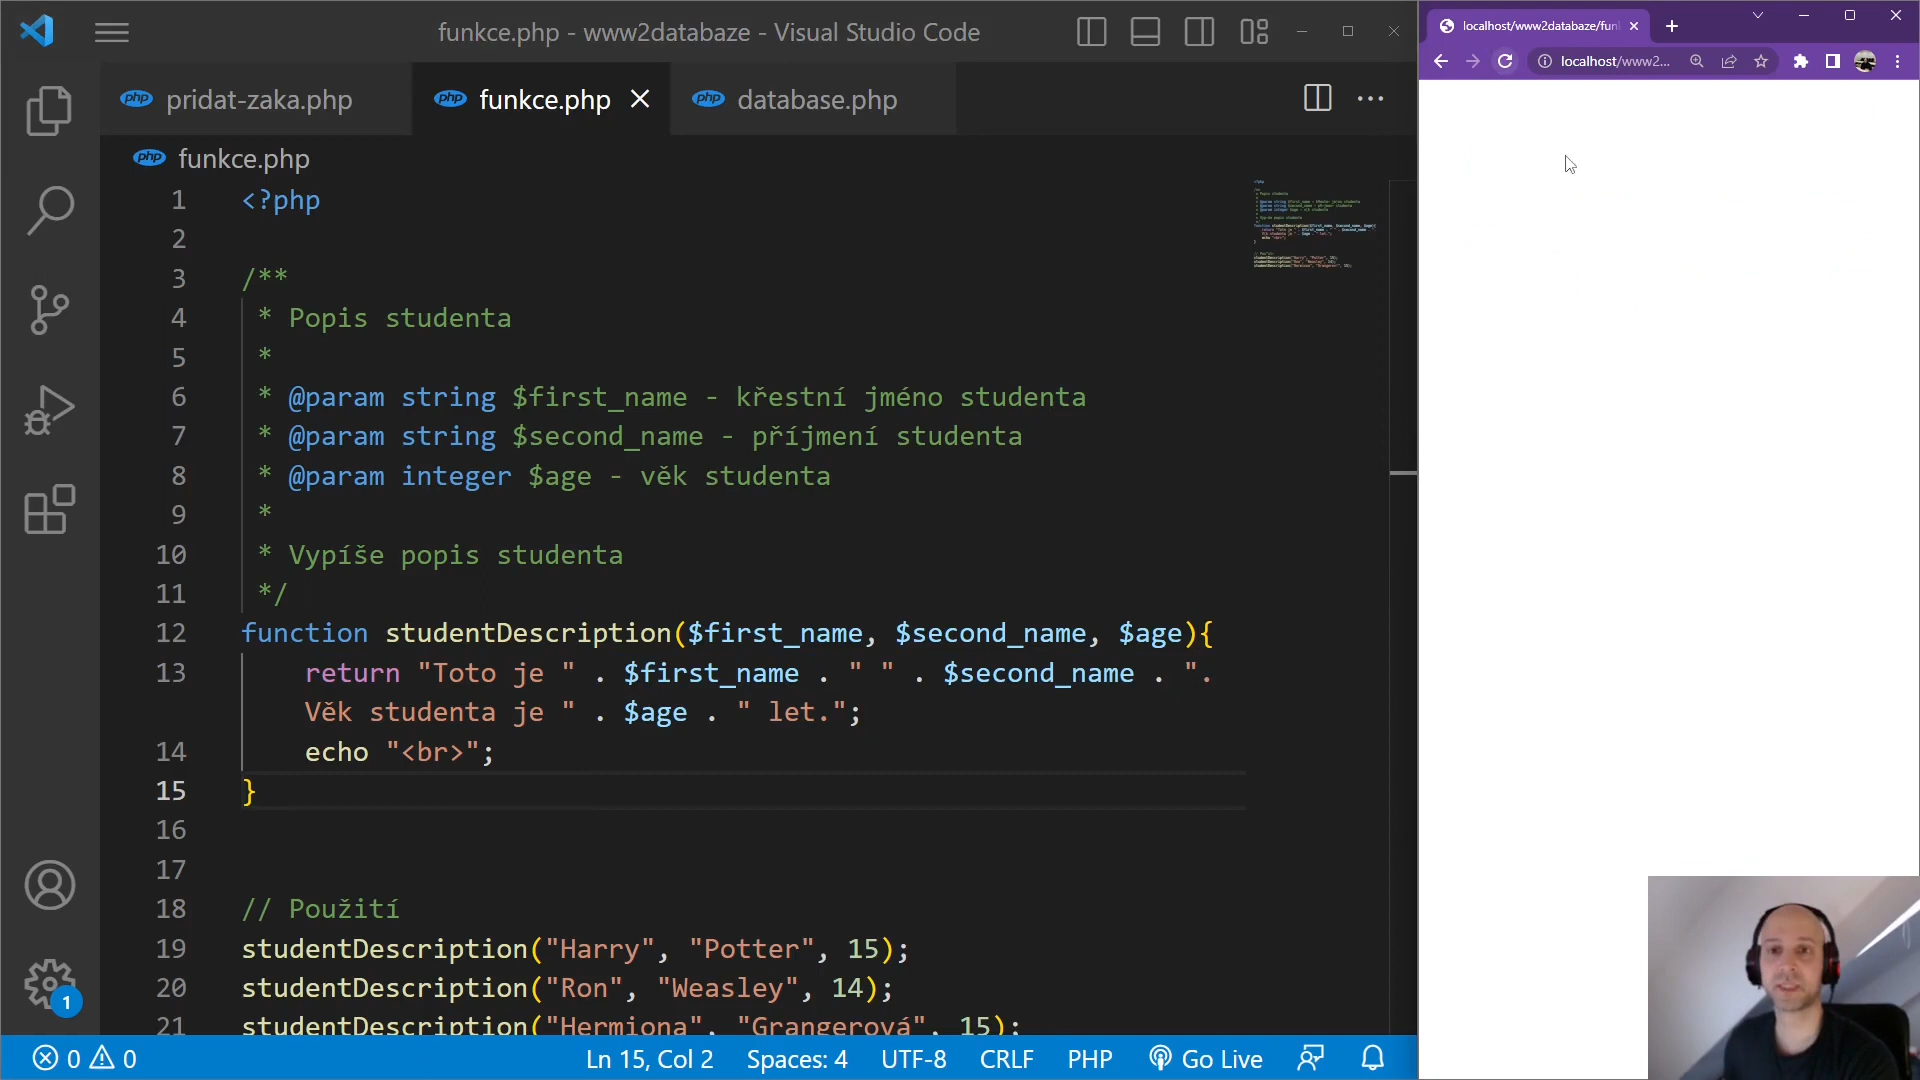 funkce.php - www2databaze - Visual Studio Code
pridat-zaka.php
funkce.php
database.php
funkce.php
1 <?php
2
3 /**
4 * Popis studenta
5 *
6 * @param string $first_name - křestní jméno studenta
7 * @param string $second_name - příjmení studenta
8 * @param integer $age - věk studenta
9 *
10 * Vypíše popis studenta
11 */
12 function studentDescription($first_name, $second_name, $age){
13 return "Toto je " . $first_name . " " . $second_name . ".
Věk studenta je " . $age . " let.";
14 echo "<br>";
15 }
16
17
18 // Použití
19 studentDescription("Harry", "Potter", 15);
20 studentDescription("Ron", "Weasley", 14);
21 studentDescription("Hermiona", "Grangerová", 15);
1
0 0
Ln 15, Col 2
Spaces: 4
UTF-8
CRLF
PHP
Go Live
localhost/www2databaze/fun
localhost/www2...